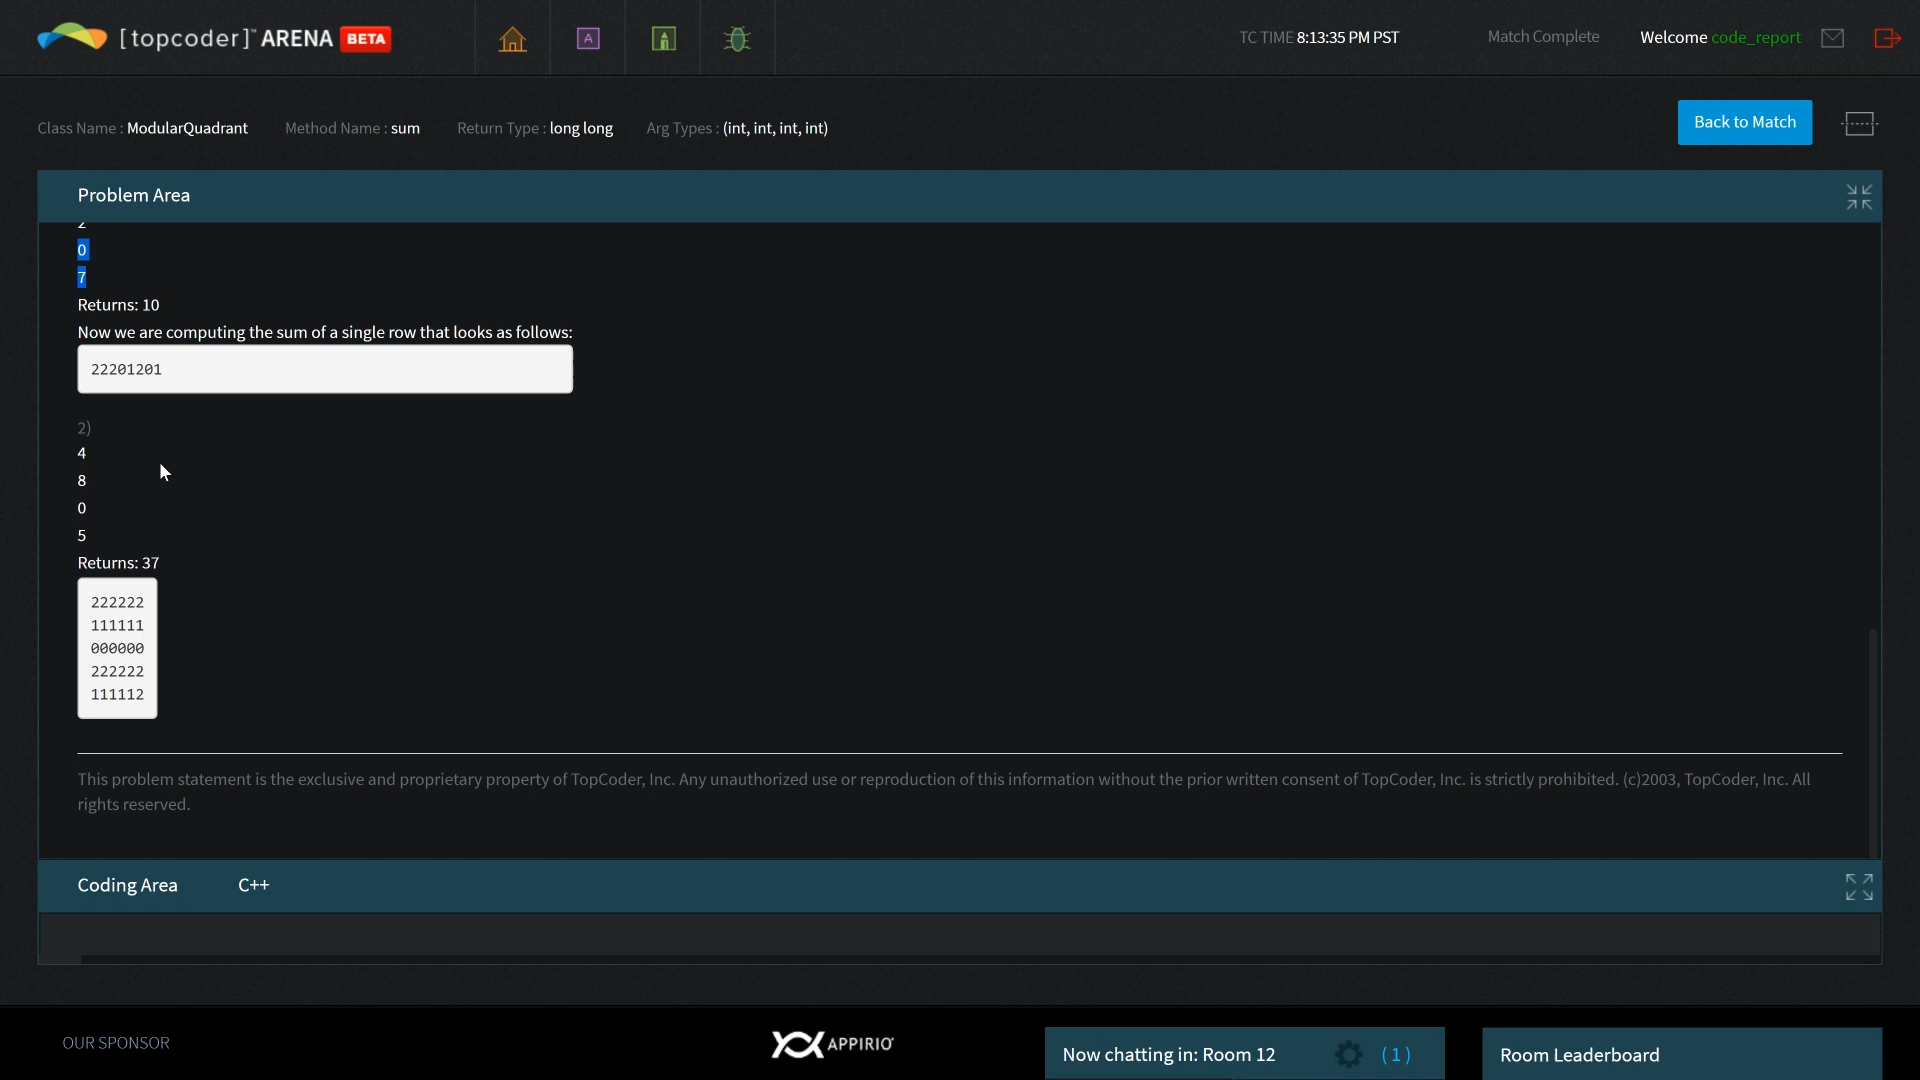 [topcoder]™ ARENA BETA
TC TIME 8:13:35 PM PST
Match Complete
Welcome code_report
Class Name : ModularQuadrant
Method Name : sum
Return Type : long long
Arg Types : (int, int, int, int)
Back to Match
Problem Area
2
0
7
Returns: 10
Now we are computing the sum of a single row that looks as follows:
22201201
2)
4
8
0
5
Returns: 37
222222
111111
000000
222222
111112
This problem statement is the exclusive and proprietary property of TopCoder, Inc. Any unauthorized use or reproduction of this information without the prior written consent of TopCoder, Inc. is strictly prohibited. (c)2003, TopCoder, Inc. All
rights reserved.
Coding Area
C++
OUR SPONSOR
APPIRIO
Now chatting in: Room 12
( 1 )
Room Leaderboard